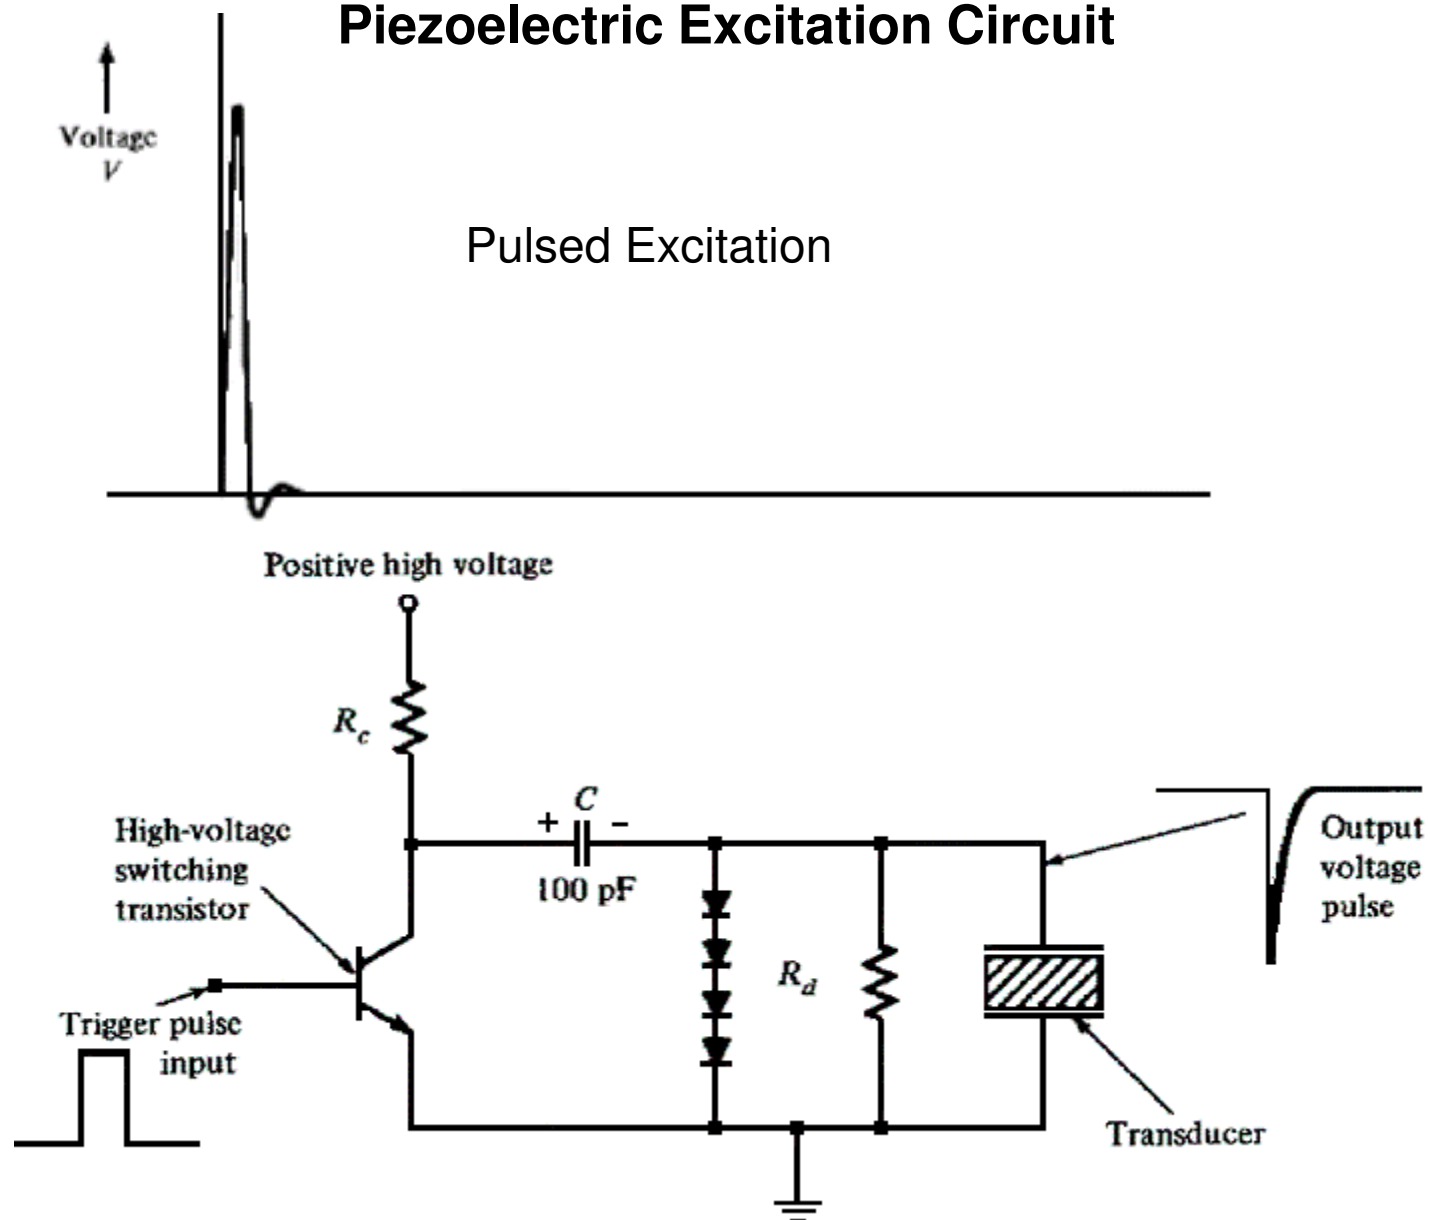 Piezoelectric Excitation Circuit
Voltage
V
Pulsed Excitation
Positive high voltage
Rc
High-voltage
switching
transistor
+ C −
100 pF
Output
voltage
pulse
Rd
Trigger pulse
input
Transducer